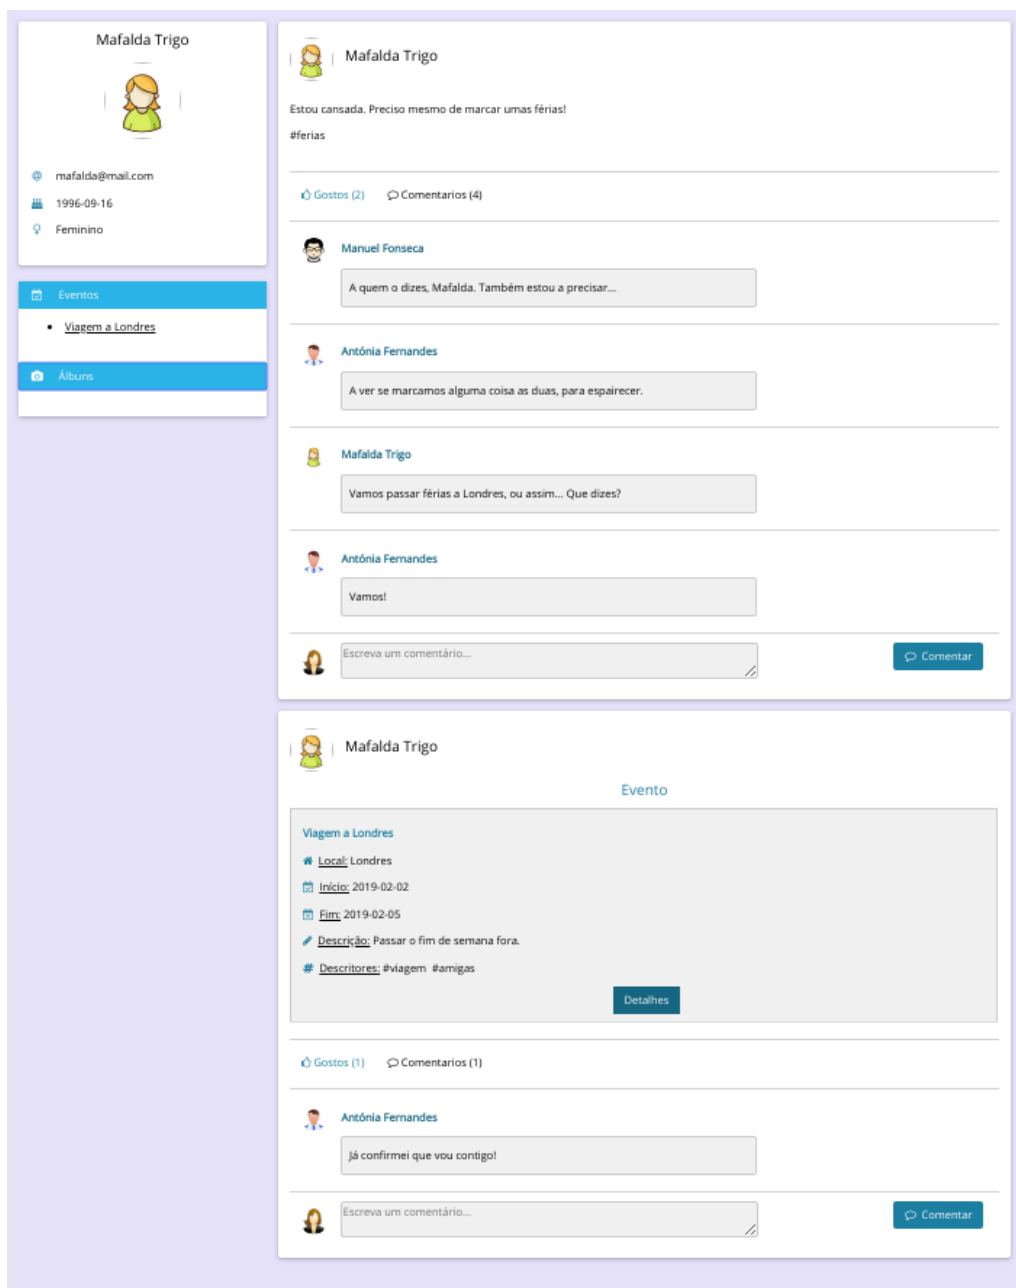 Mafalda Trigo
mafalda@mail.com
1996-09-16
Feminino
Eventos
Viagem a Londres
Álbuns
Mafalda Trigo
Estou cansada. Preciso mesmo de marcar umas férias!
#ferias
Gostos (2) Comentarios (4)
Manuel Fonseca
A quem o dizes, Mafalda. Também estou a precisar...
Antónia Fernandes
A ver se marcamos alguma coisa as duas, para espairecer.
Mafalda Trigo
Vamos passar férias a Londres, ou assim... Que dizes?
Antónia Fernandes
Vamos!
Escreva um comentário...
Comentar
Mafalda Trigo
Evento
Viagem a Londres
Local: Londres
Início: 2019-02-02
Fim: 2019-02-05
Descrição: Passar o fim de semana fora.
# Descritores: #viagem #amigas
Detalhes
Gostos (1) Comentarios (1)
Antónia Fernandes
Já confirmei que vou contigo!
Escreva um comentário...
Comentar